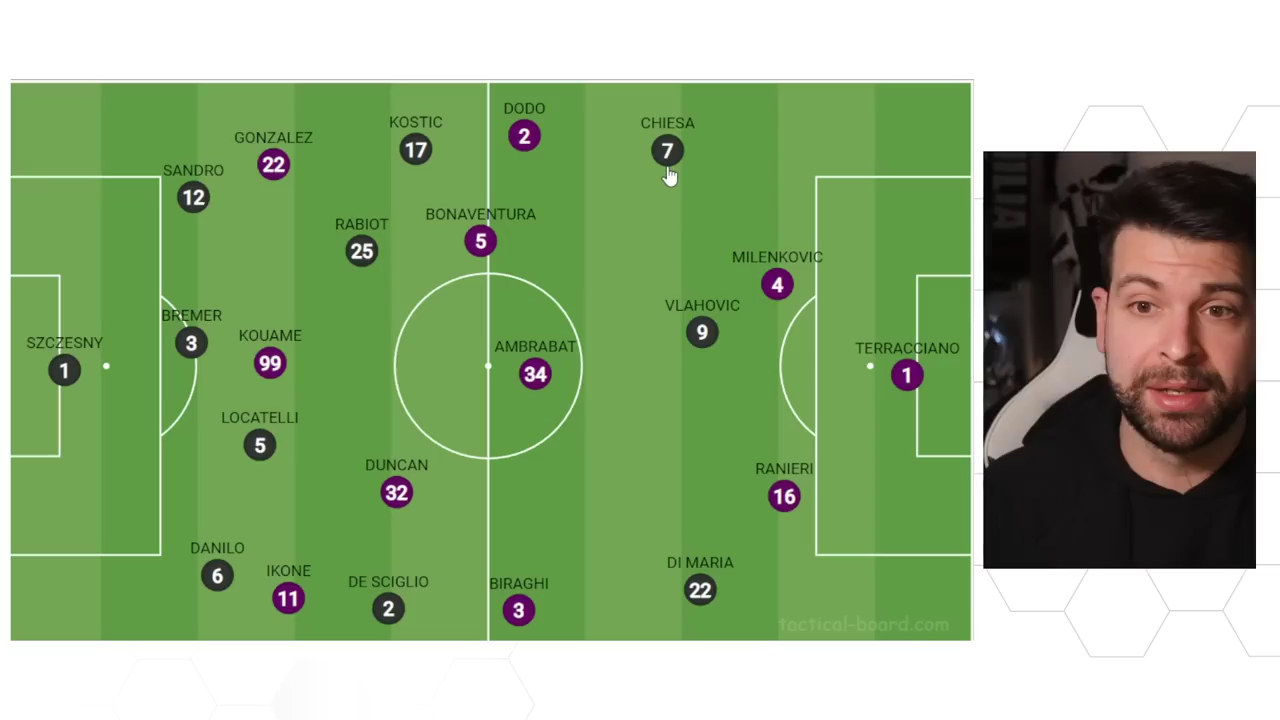 DODO
2
KOSTIC
17
CHIESA
7
GONZALEZ
22
SANDRO
12
RABIOT
25
BONAVENTURA
5
MILENKOVIC
4
VLAHOVIC
9
BREMER
3
KOUAME
99
SZCZESNY
1
AMBRABAT
34
TERRACCIANO
1
LOCATELLI
5
DUNCAN
32
RANIERI
16
DANILO
6
IKONE
11
DE SCIGLIO
2
BIRAGHI
3
DI MARIA
22
tactical-board.com